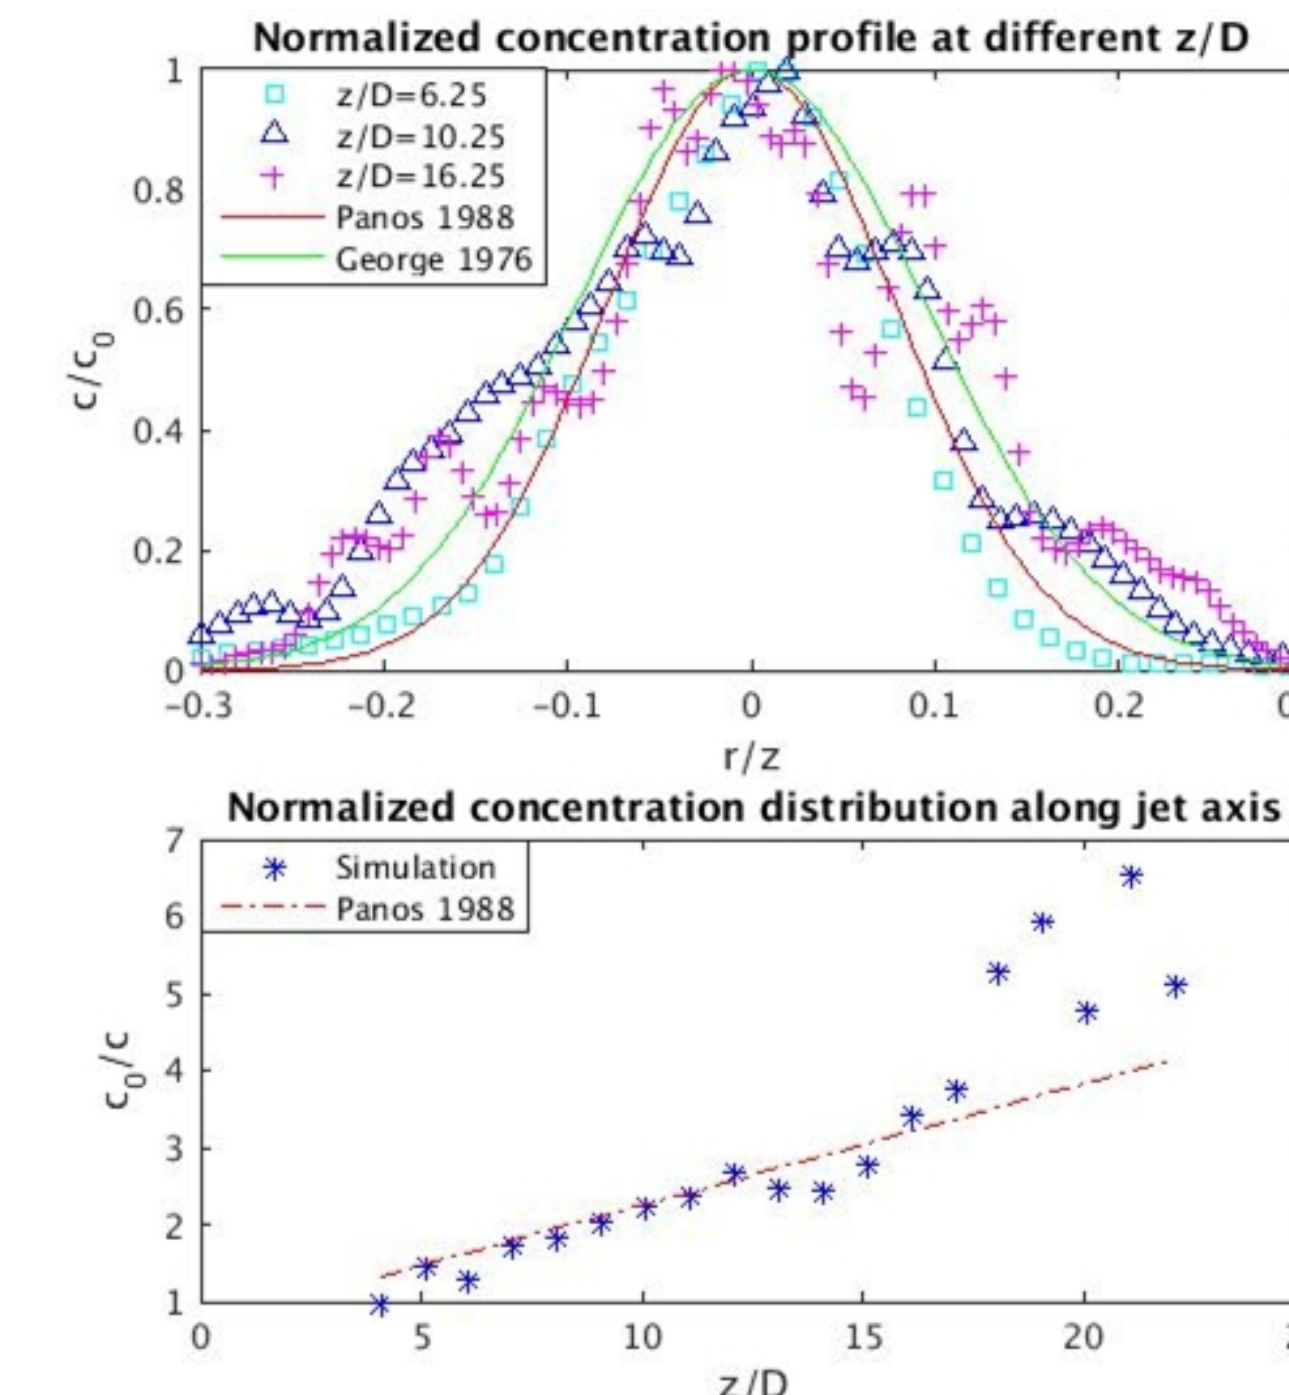 Normalized concentration profile at different z/D
1
z/D=6.25
z/D=10.25
z/D=16.25
Panos 1988
George 1976
0.8
0.6
0.4
0.2
0
c/c0
-0.3 -0.2 -0.1 0 0.1 0.2 0
r/z
Normalized concentration distribution along jet axis
7
Simulation
Panos 1988
6
5
4
3
2
1
c0/c
0 5 10 15 20
z/D